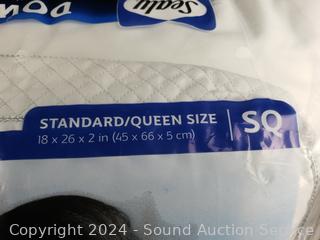 Sealy
STANDARD/QUEEN SIZE
18 x 26 x 2 in (45 x 66 x 5 cm)
SQ
Copyright 2024 - Sound Auction Service